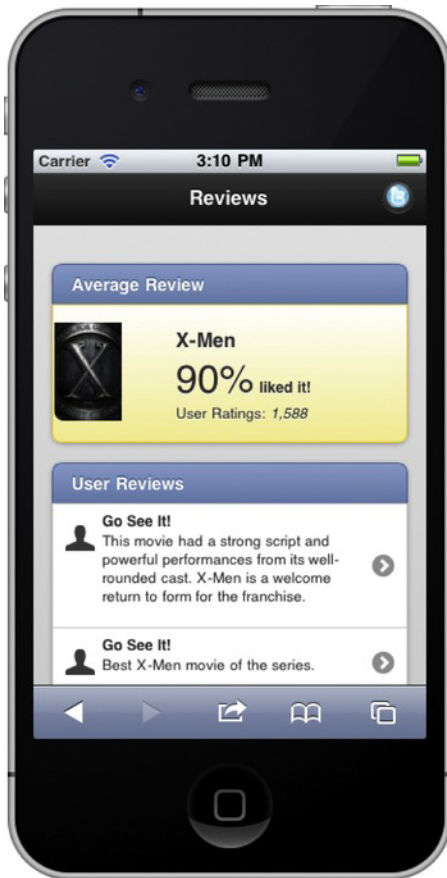 Carrier 3:10 PM
Reviews
Average Review
X-Men
90% liked it!
User Ratings: 1,588
User Reviews
Go See It!
This movie had a strong script and
powerful performances from its well-
rounded cast. X-Men is a welcome
return to form for the franchise.
Go See It!
Best X-Men movie of the series.